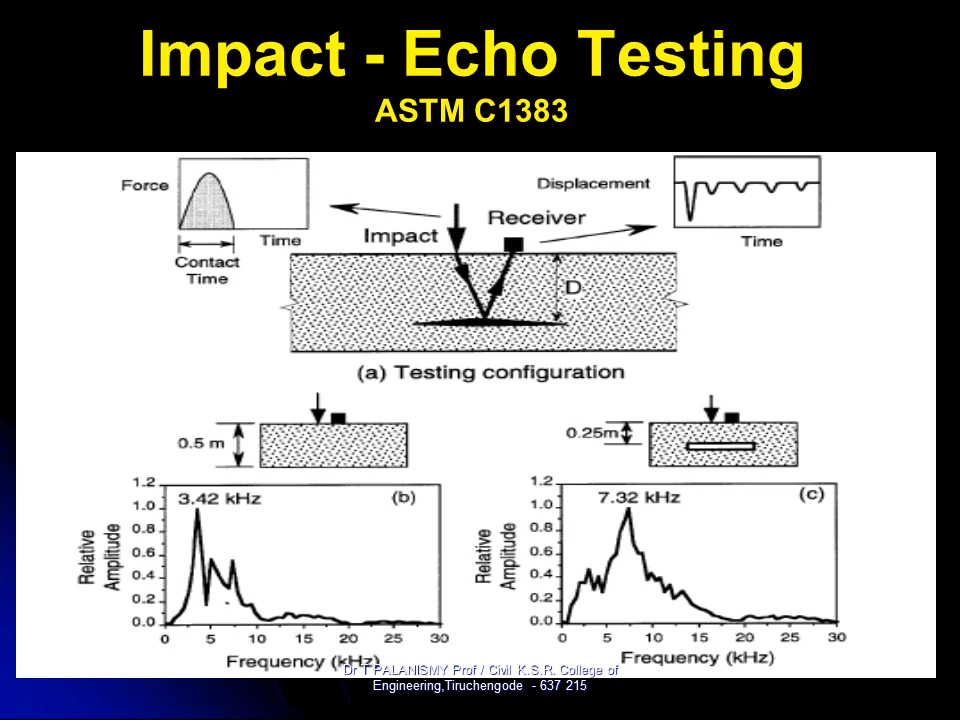 Impact - Echo Testing
ASTM C1383
Force
Time
Contact
Time
Impact
Receiver
Displacement
Time
D
(a) Testing configuration
0.5 m
1.2
1.0
0.8
0.6
0.4
0.2
0.0
3.42 kHz
(b)
Relative
Amplitude
0 5 10 15 20 25 30
Frequency (kHz)
0.25m
1.2
1.0
0.8
0.6
0.4
0.2
0.0
7.32 kHz
(c)
Relative
Amplitude
0 5 10 15 20 25 30
Frequency (kHz)
Dr T PALANISMY Prof / Civil K.S.R. College of
Engineering,Tiruchengode - 637 215